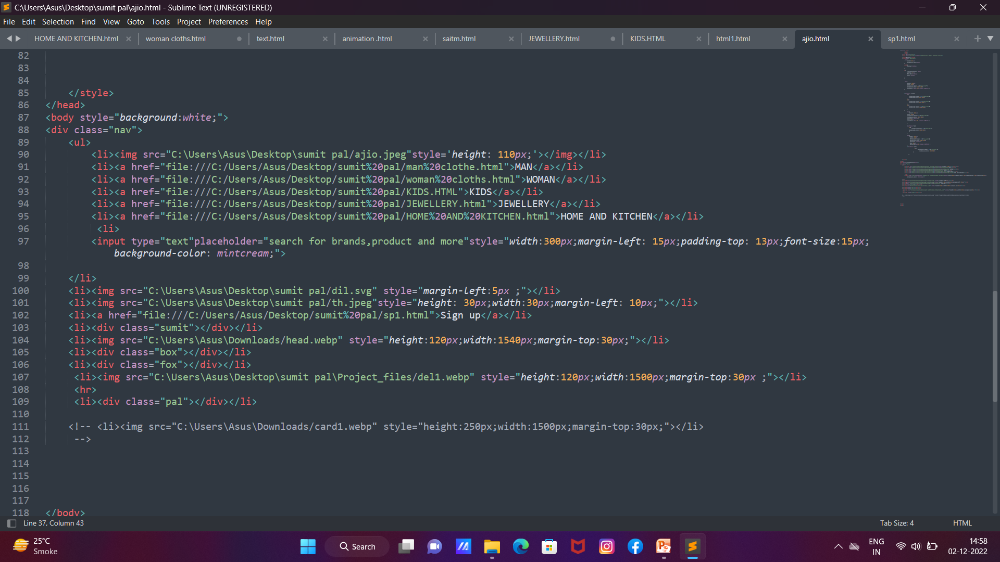 C:\Users\Asus\Desktop\sumit pal\ajio.html - Sublime Text (UNREGISTERED)
File Edit Selection Find View Goto Tools Project Preferences Help
HOME AND KITCHEN.html woman cloths.html text.html animation .html saitm.html JEWELLERY.html KIDS.HTML html1.html ajio.html sp1.html
82
83
84
85 </style>
86 </head>
87 <body style="background:white;">
88 <div class="nav">
89 <ul>
90 <li><img src="C:\Users\Asus\Desktop\sumit pal/ajio.jpeg"style='height: 110px;'></img></li>
91 <li><a href="file:///C:/Users/Asus/Desktop/sumit%20pal/man%20clothe.html">MAN</a></li>
92 <li><a href="file:///C:/Users/Asus/Desktop/sumit%20pal/woman%20cloths.html">WOMAN</a></li>
93 <li><a href="file:///C:/Users/Asus/Desktop/sumit%20pal/KIDS.HTML">KIDS</a></li>
94 <li><a href="file:///C:/Users/Asus/Desktop/sumit%20pal/JEWELLERY.html">JEWELLERY</a></li>
95 <li><a href="file:///C:/Users/Asus/Desktop/sumit%20pal/HOME%20AND%20KITCHEN.html">HOME AND KITCHEN</a></li>
96 <li>
97 <input type="text"placeholder="search for brands,product and more"style="width:300px;margin-left: 15px;padding-top: 13px;font-size:15px;
background-color: mintcream;">
98
99 </li>
100 <li><img src="C:\Users\Asus\Desktop\sumit pal/dil.svg" style="margin-left:5px ;"></li>
101 <li><img src="C:\Users\Asus\Desktop\sumit pal/th.jpeg"style="height: 30px;width:30px;margin-left: 10px;"></li>
102 <li><a href="file:///C:/Users/Asus/Desktop/sumit%20pal/sp1.html">Sign up</a></li>
103 <li><div class="sumit"></div></li>
104 <li><img src="C:\Users\Asus\Downloads/head.webp" style="height:120px;width:1540px;margin-top:30px;"></li>
105 <li><div class="box"></div></li>
106 <li><div class="fox"></div></li>
107 <li><img src="C:\Users\Asus\Desktop\sumit pal\Project_files/del1.webp" style="height:120px;width:1500px;margin-top:30px ;"></li>
108 <hr>
109 <li><div class="pal"></div></li>
110
111 <!-- <li><img src="C:\Users\Asus\Downloads/card1.webp" style="height:250px;width:1500px;margin-top:30px;"></li>
112 -->
113
114
115
116
117
118 </body>
Line 37, Column 43 Tab Size: 4 HTML
25°C
Smoke
Search
ENG
IN
14:58
02-12-2022